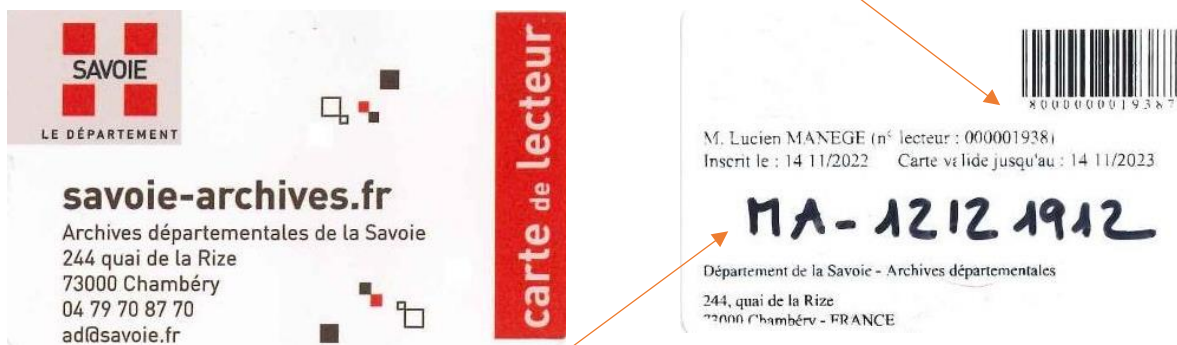 SAVOIE
LE DÉPARTEMENT
savoie-archives.fr
Archives départementales de la Savoie
244 quai de la Rize
73000 Chambéry
04 79 70 87 70
ad@savoie.fr
carte de lecteur
8000000019387
M. Lucien MANEGE (n° lecteur : 000001938)
Inscrit le : 14 11/2022 Carte valide jusqu'au : 14 11/2023
MA-12121912
Département de la Savoie - Archives départementales
244, quai de la Rize
73000 Chambéry - FRANCE